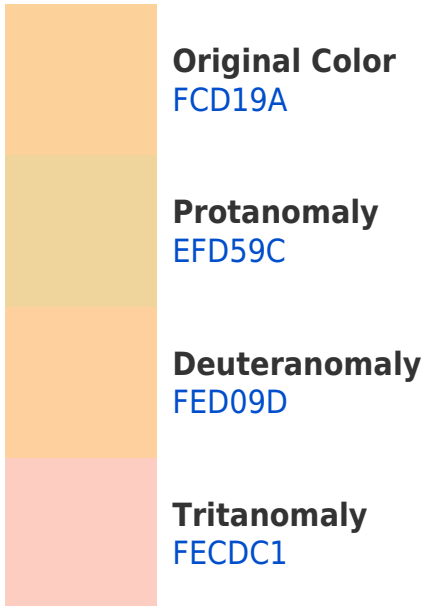 Original Color
FCD19A
Protanomaly
EFD59C
Deuteranomaly
FED09D
Tritanomaly
FECDC1